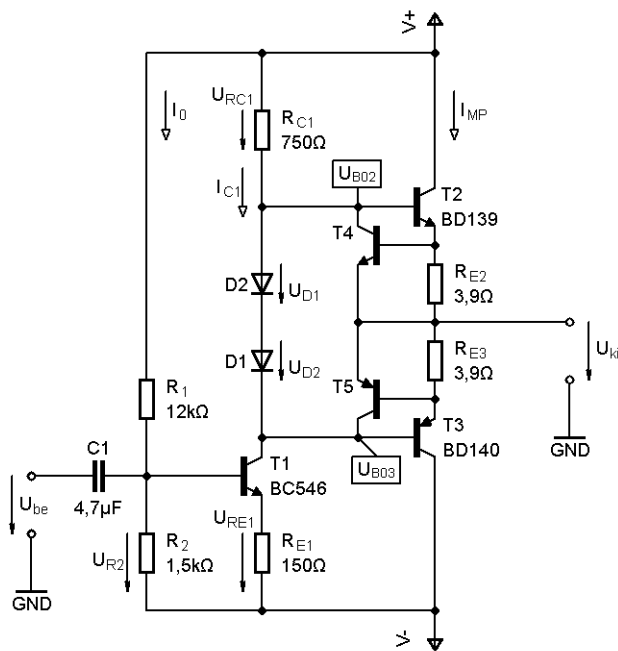 V+
I0
URC1
RC1
750Ω
IMP
IC1
UB02
T2
BD139
T4
D2
UD1
RE2
3,9Ω
D1
UD2
RE3
3,9Ω
Uki
T5
R1
12kΩ
T3
BD140
GND
C1
4,7µF
T1
BC546
UB03
Ube
UR2
R2
1,5kΩ
URE1
RE1
150Ω
GND
V-